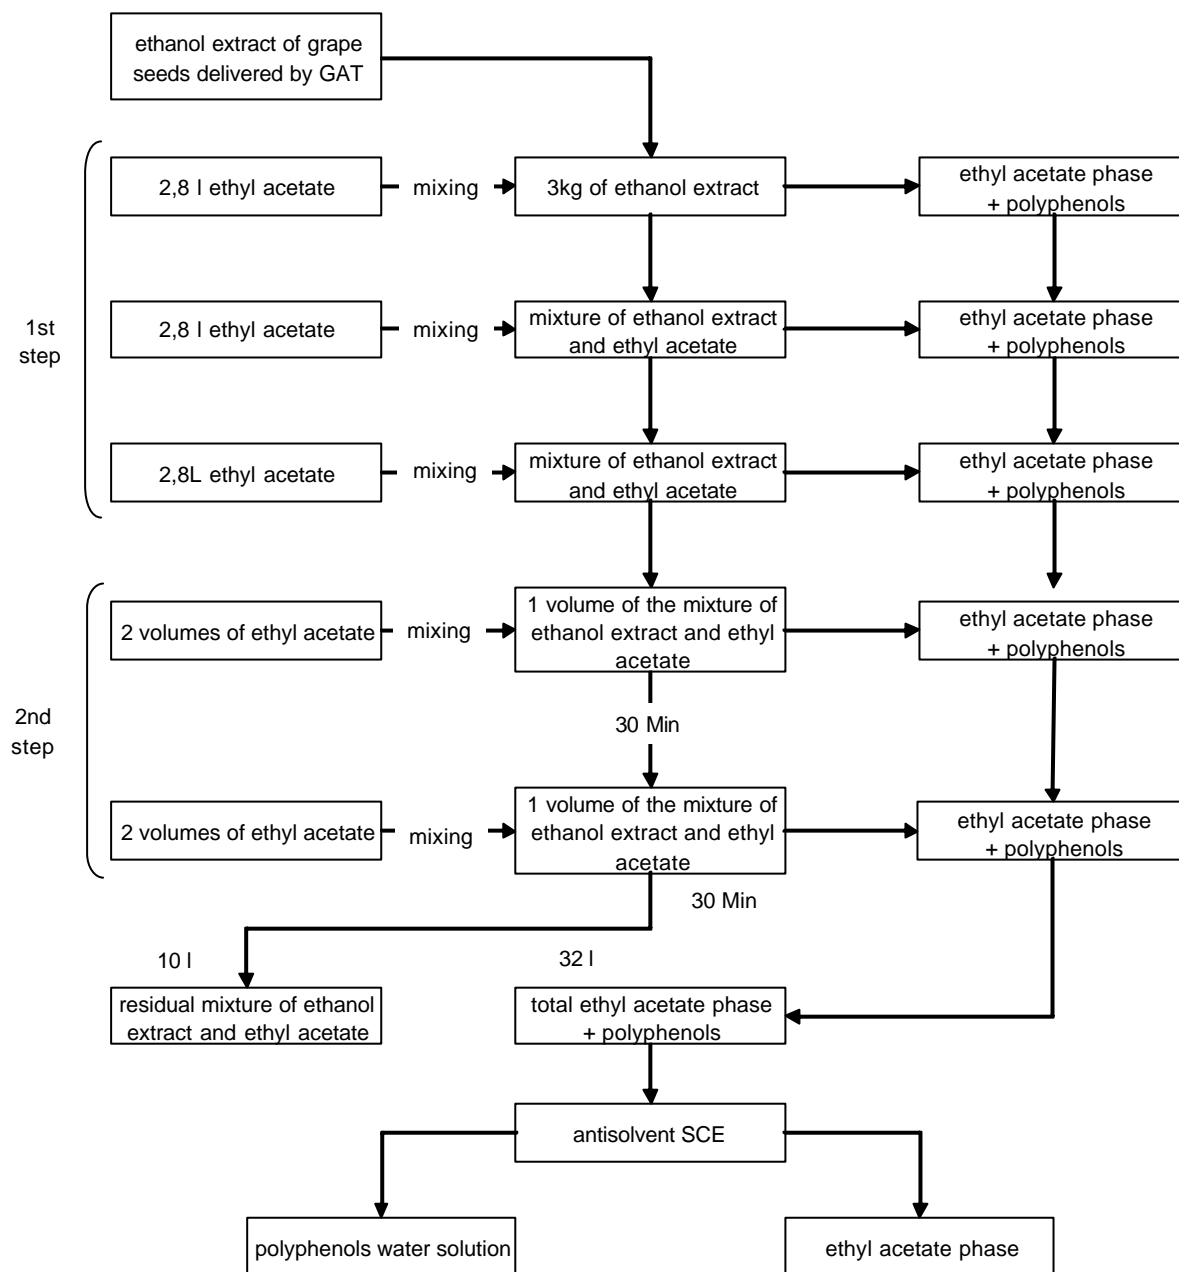 ethanol extract of grape
seeds delivered by GAT
2,8 l ethyl acetate
mixing
3kg of ethanol extract
ethyl acetate phase
+ polyphenols
1st
step
2,8 l ethyl acetate
mixing
mixture of ethanol extract
and ethyl acetate
ethyl acetate phase
+ polyphenols
2,8L ethyl acetate
mixing
mixture of ethanol extract
and ethyl acetate
ethyl acetate phase
+ polyphenols
2nd
step
2 volumes of ethyl acetate
mixing
1 volume of the mixture of
ethanol extract and ethyl
acetate
ethyl acetate phase
+ polyphenols
30 Min
2 volumes of ethyl acetate
mixing
1 volume of the mixture of
ethanol extract and ethyl
acetate
ethyl acetate phase
+ polyphenols
30 Min
10 l
32 l
residual mixture of ethanol
extract and ethyl acetate
total ethyl acetate phase
+ polyphenols
antisolvent SCE
polyphenols water solution
ethyl acetate phase